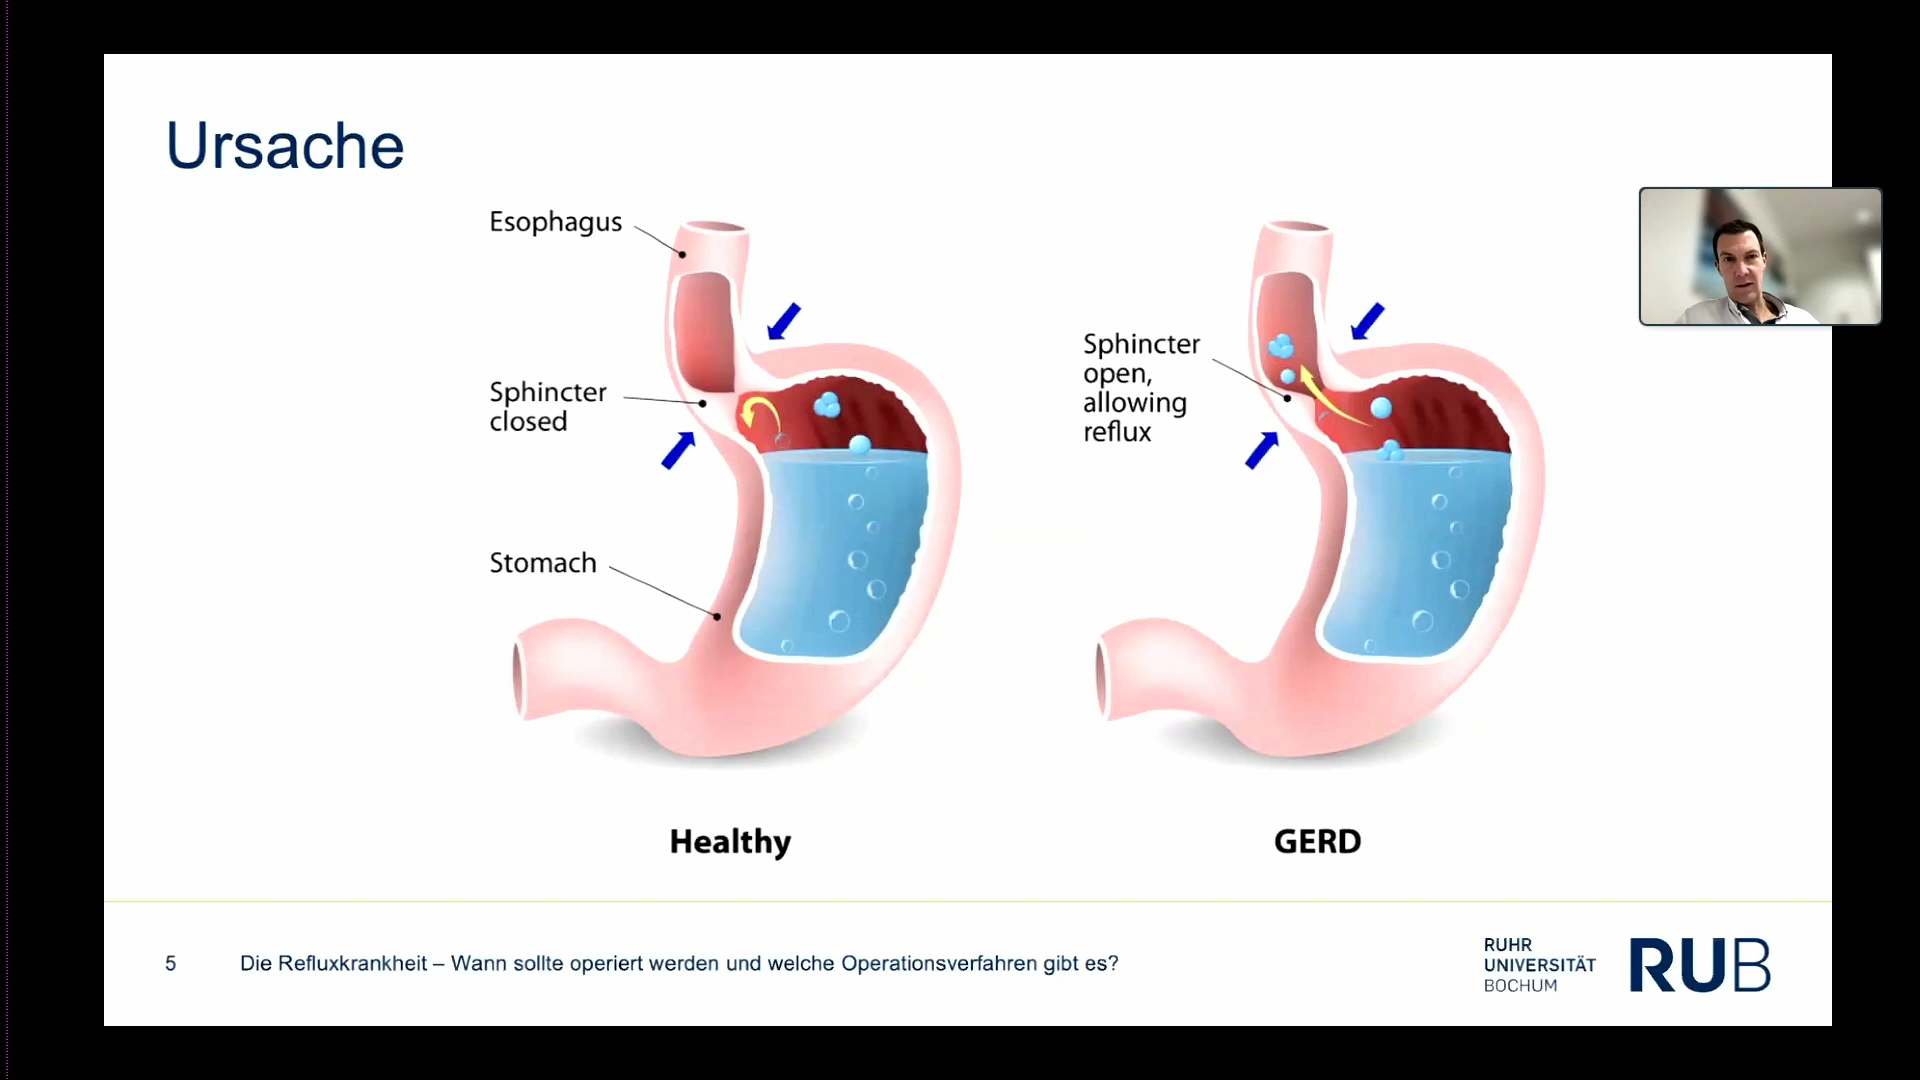 Ursache
Esophagus
Sphincter
closed
Stomach
Healthy
Sphincter
open,
allowing
reflux
GERD
5
Die Refluxkrankheit – Wann sollte operiert werden und welche Operationsverfahren gibt es?
RUHR
UNIVERSITÄT
BOCHUM
RUB